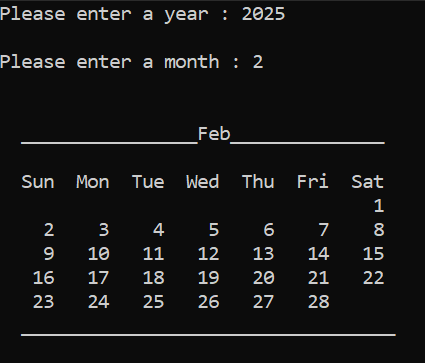 Please enter a year : 2025
Please enter a month : 2
________________Feb______________
Sun  Mon  Tue  Wed  Thu  Fri  Sat
                                1
  2    3    4    5    6    7    8
  9   10   11   12   13   14   15
 16   17   18   19   20   21   22
 23   24   25   26   27   28
__________________________________